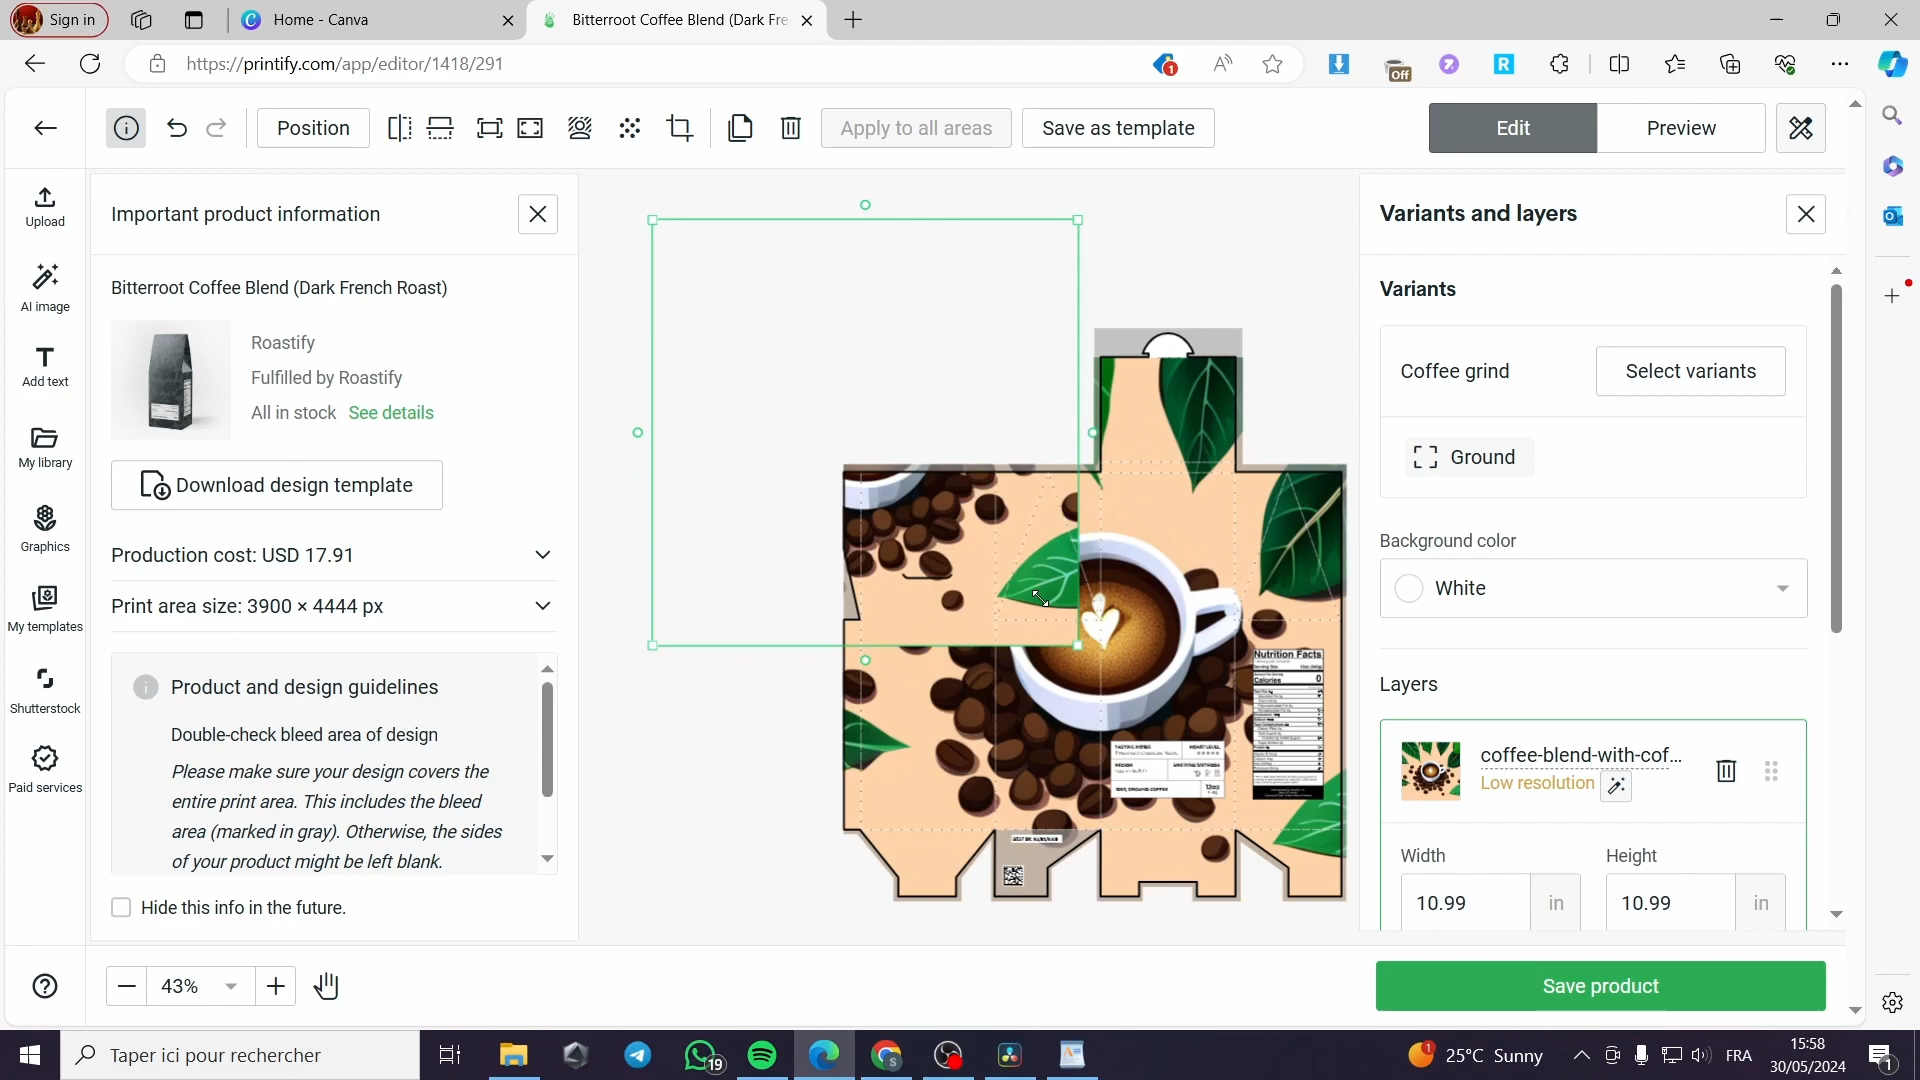 Sign in
Home - Canva
Bitterroot Coffee Blend (Dark Fre
https://printify.com/app/editor/1418/291
1
Off
R
Position
Apply to all areas
Save as template
Edit
Preview
Upload
AI image
Add text
My library
Graphics
My templates
Shutterstock
Paid services
Important product information
Bitterroot Coffee Blend (Dark French Roast)
Roastify
Fulfilled by Roastify
All in stock See details
Download design template
Production cost: USD 17.91
Print area size: 3900 × 4444 px
Product and design guidelines
Double-check bleed area of design
Please make sure your design covers the
entire print area. This includes the bleed
area (marked in gray). Otherwise, the sides
of your product might be left blank.
Hide this info in the future.
Nutrition Facts
Calories 0
12oz
Variants and layers
Variants
Coffee grind
Select variants
Ground
Background color
White
Layers
coffee-blend-with-cof...
Low resolution
Width
Height
10.99 in
10.99 in
43%
Save product
Taper ici pour rechercher
19
25°C Sunny
FRA
15:58
30/05/2024
1